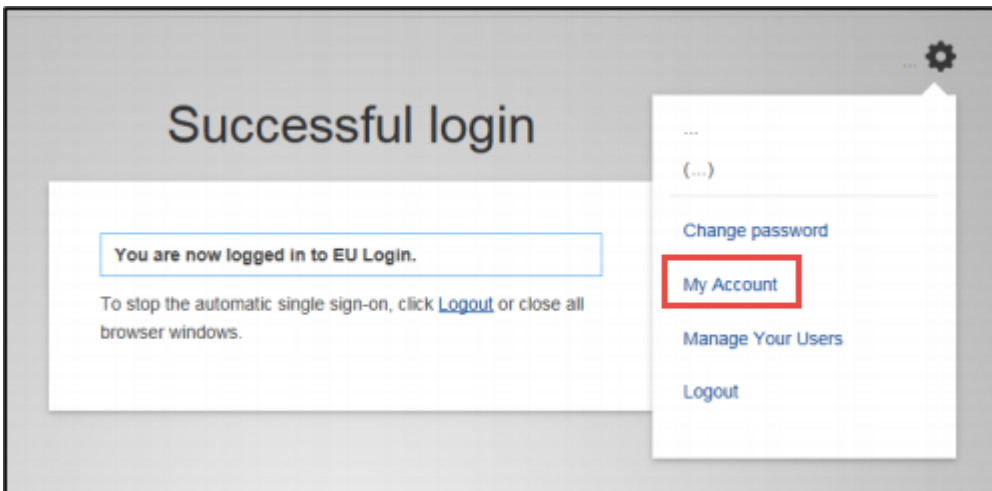 ...
Successful login
...
(...)
You are now logged in to EU Login.
To stop the automatic single sign-on, click Logout or close all
browser windows.
Change password
My Account
Manage Your Users
Logout